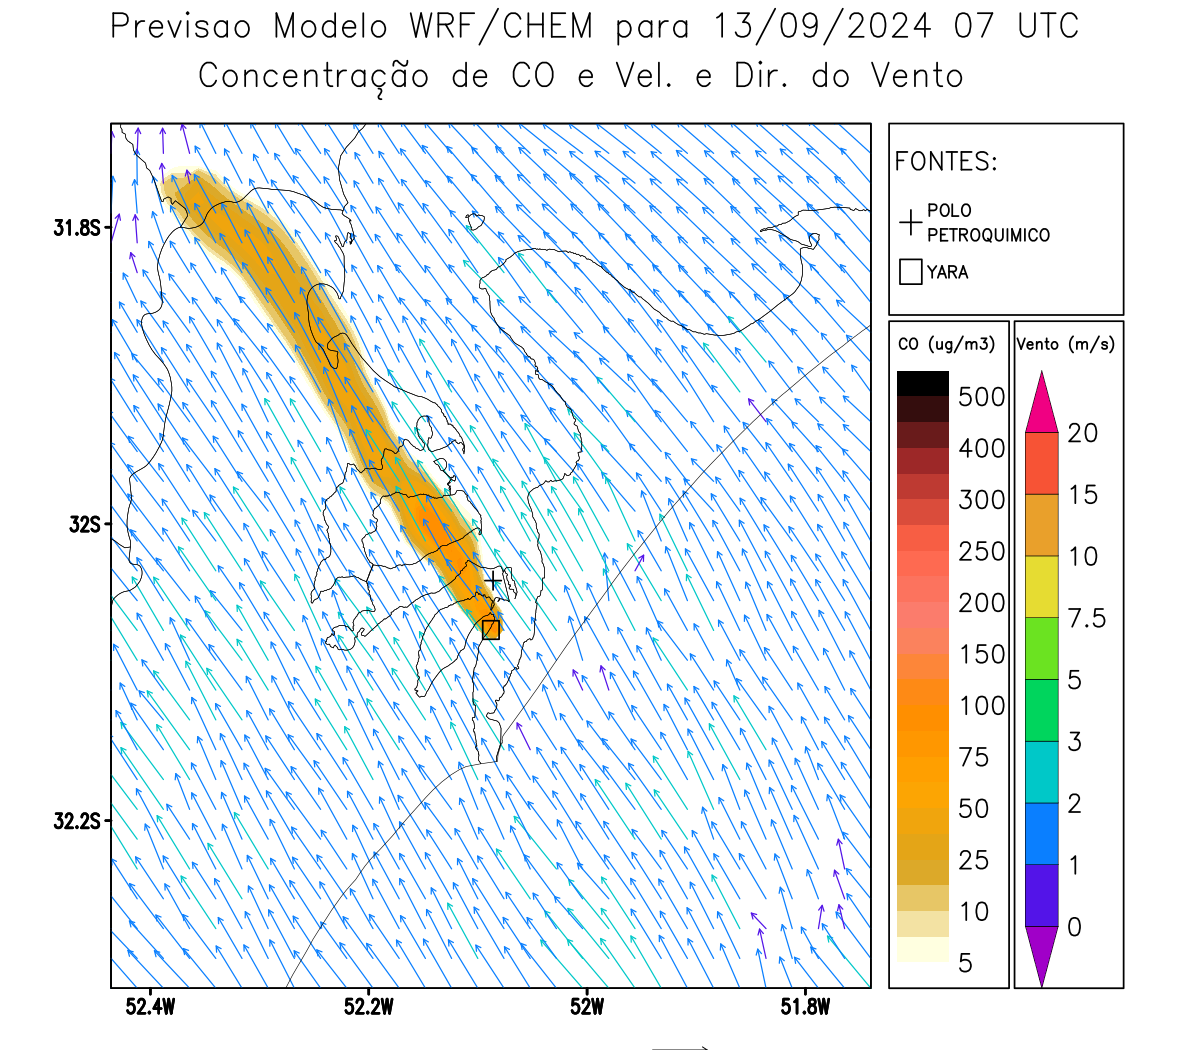 Previsao Modelo WRF/CHEM para 13/09/2024 07 UTC
Concentração de CO e Vel. e Dir. do Vento
FONTES:
POLO
PETROQUIMICO
YARA
CO (ug/m3)
500
400
300
250
200
150
100
75
50
25
10
5
Vento (m/s)
20
15
10
7.5
5
3
2
1
0
31.8S
32S
32.2S
52.4W
52.2W
52W
51.8W